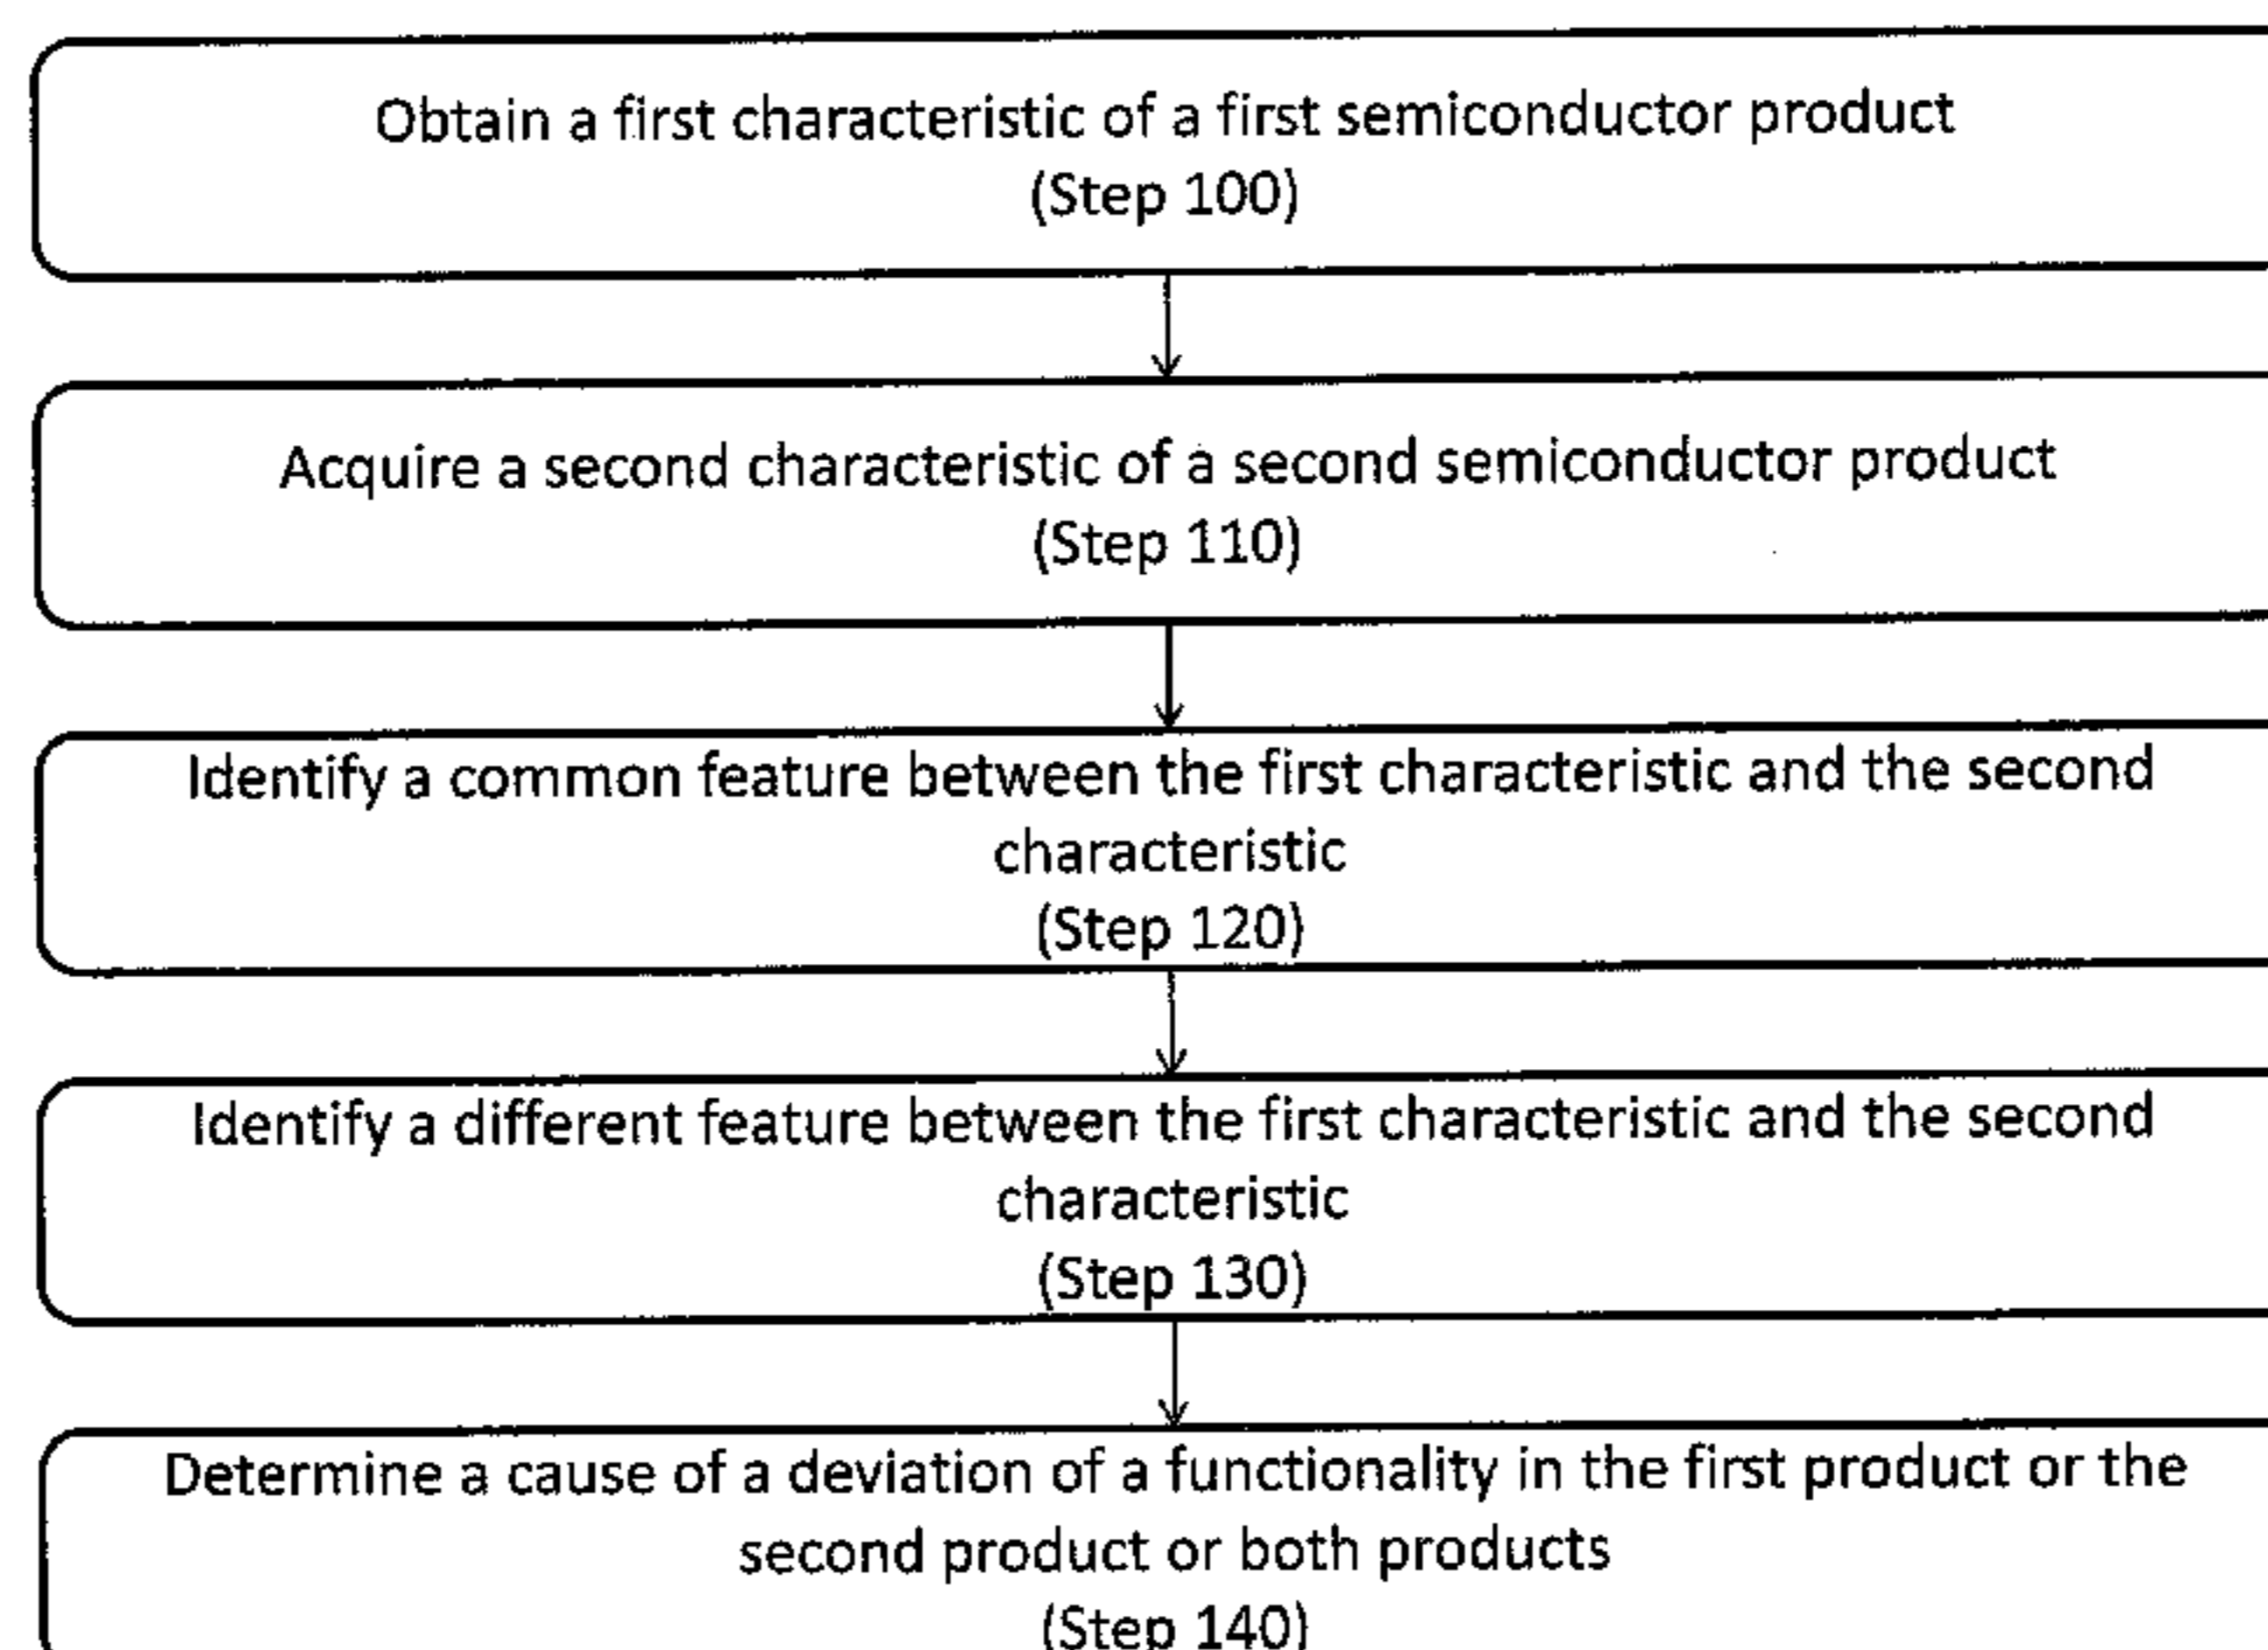 Obtain a first characteristic of a first semiconductor product
(Step 100)
Acquire a second characteristic of a second semiconductor product
(Step 110)
Identify a common feature between the first characteristic and the second
characteristic
(Step 120)
Identify a different feature between the first characteristic and the second
characteristic
(Step 130)
Determine a cause of a deviation of a functionality in the first product or the
second product or both products
(Step 140)